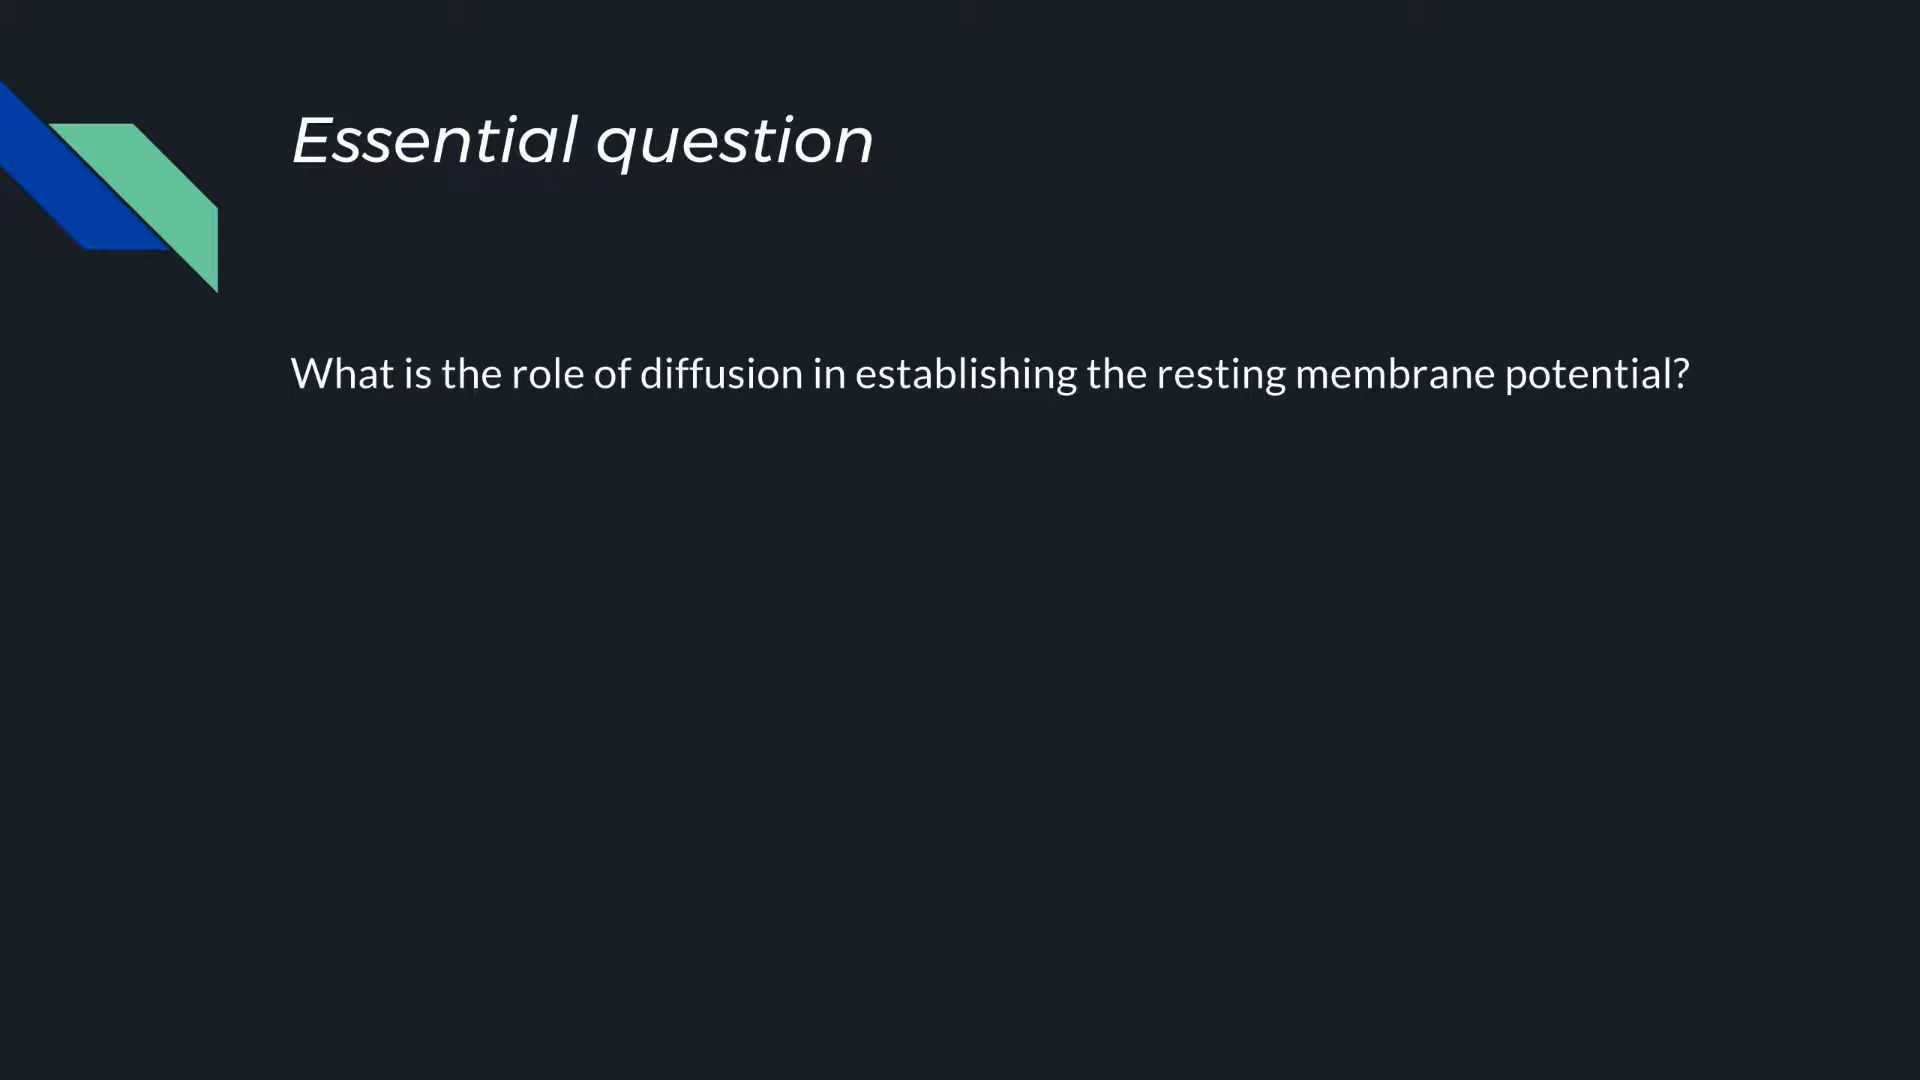 Essential question
What is the role of diffusion in establishing the resting membrane potential?